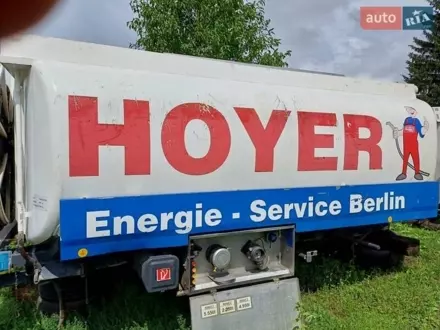 auto RIA
HOYER
Energie - Service Berlin